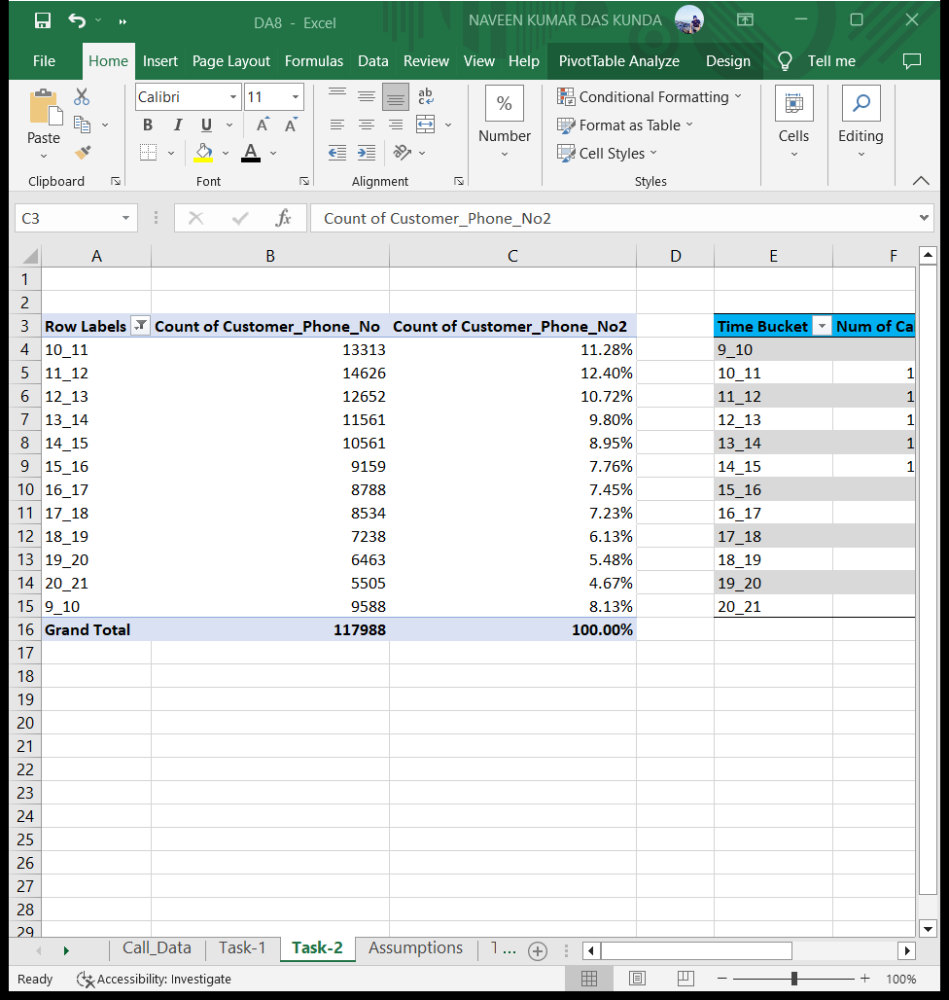 DA8 - Excel NAVEEN KUMAR DAS KUNDA
File Home Insert Page Layout Formulas Data Review View Help PivotTable Analyze Design Tell me
Calibri 11 ab % Conditional Formatting
Paste B I U A A Number Format as Table Cells Editing
A Cell Styles
Clipboard Font Alignment Styles
C3 fx Count of Customer_Phone_No2
A B C D E F
1
2
3 Row Labels Count of Customer_Phone_No Count of Customer_Phone_No2 Time Bucket Num of Ca
4 10_11 13313 11.28% 9_10
5 11_12 14626 12.40% 10_11 1
6 12_13 12652 10.72% 11_12 1
7 13_14 11561 9.80% 12_13 1
8 14_15 10561 8.95% 13_14 1
9 15_16 9159 7.76% 14_15 1
10 16_17 8788 7.45% 15_16
11 17_18 8534 7.23% 16_17
12 18_19 7238 6.13% 17_18
13 19_20 6463 5.48% 18_19
14 20_21 5505 4.67% 19_20
15 9_10 9588 8.13% 20_21
16 Grand Total 117988 100.00%
17
18
19
20
21
22
23
24
25
26
27
28
29
Call_Data Task-1 Task-2 Assumptions T ...
Ready Accessibility: Investigate 100%